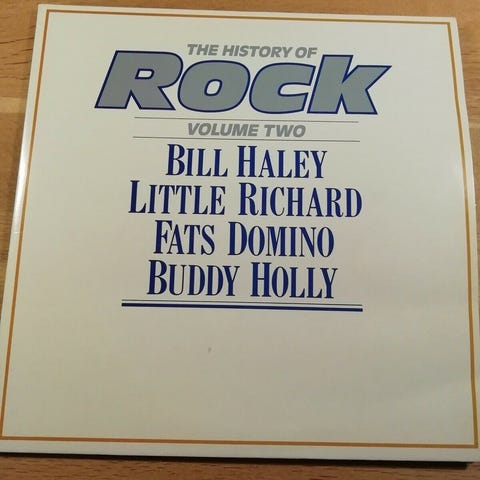 THE HISTORY OF
ROCK
VOLUME TWO
BILL HALEY
LITTLE RICHARD
FATS DOMINO
BUDDY HOLLY